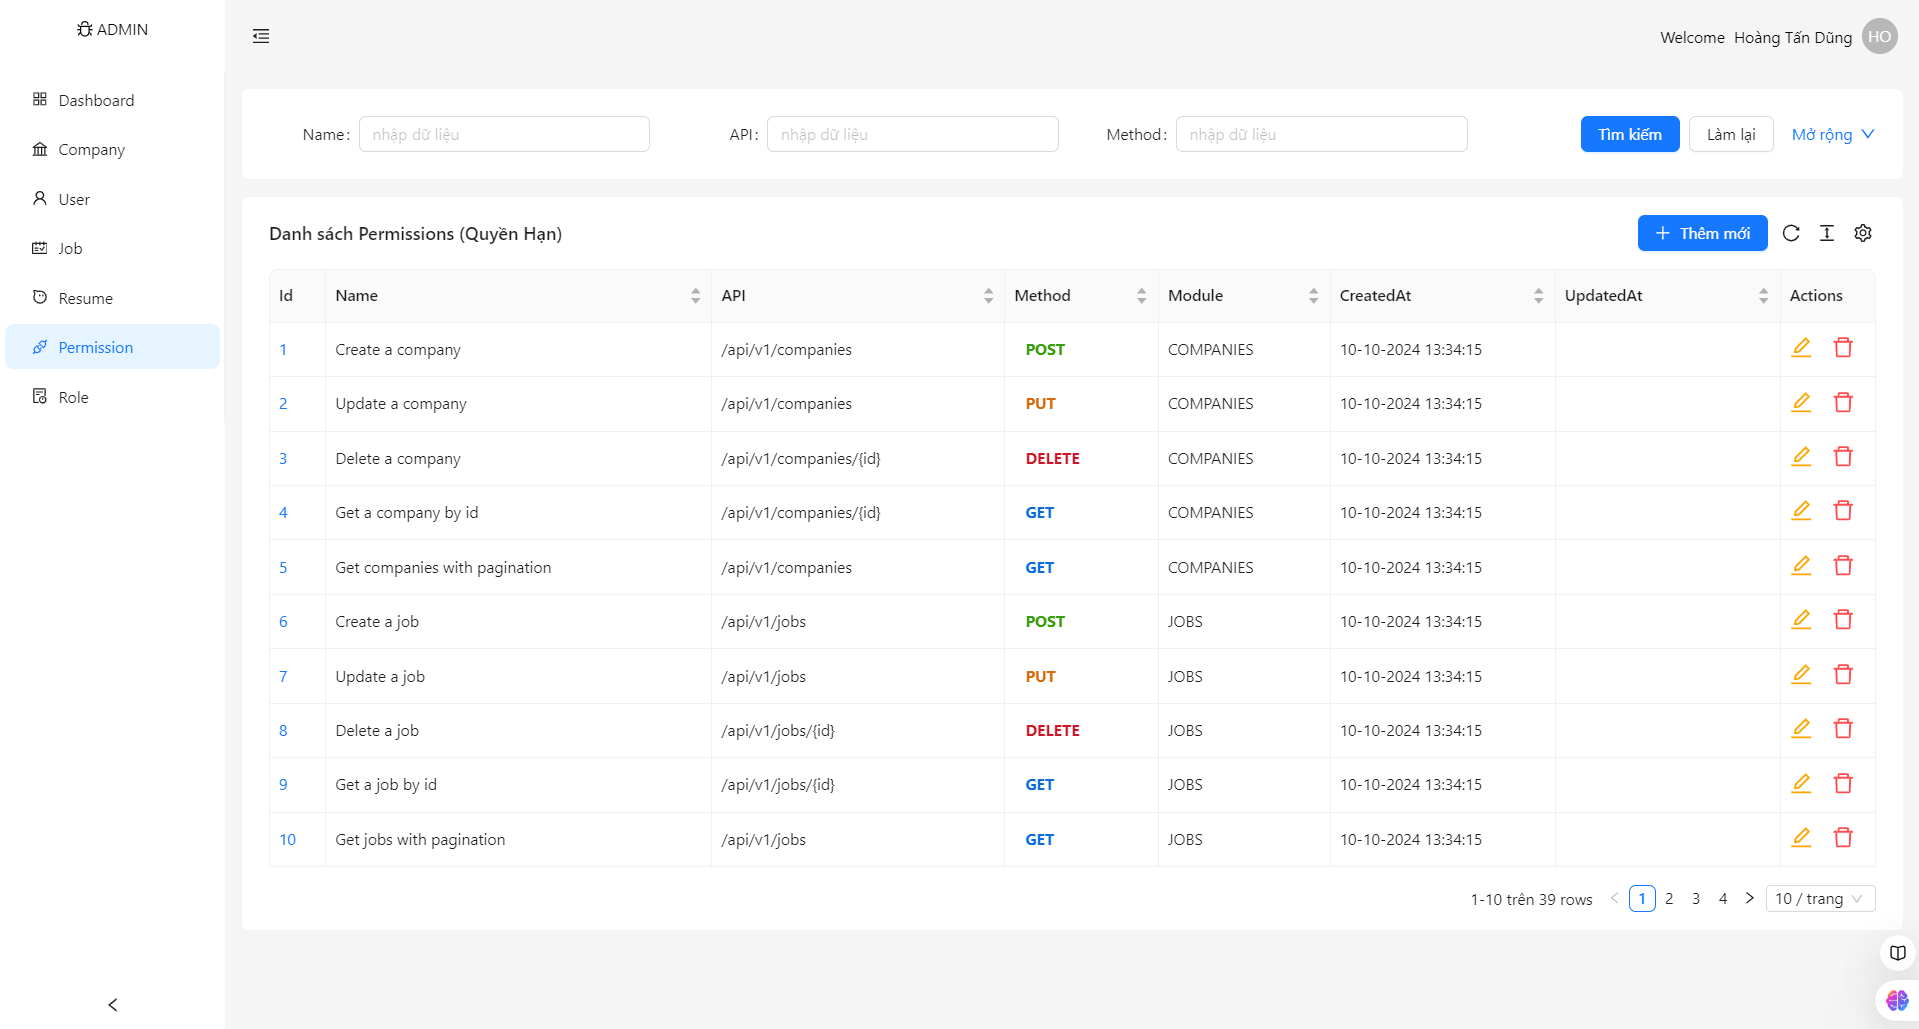 ADMIN
Welcome Hoàng Tấn Dũng HO
Dashboard
Company
User
Job
Resume
Permission
Role
Name: nhập dữ liệu API: nhập dữ liệu Method: nhập dữ liệu Tìm kiếm Làm lại Mở rộng
Danh sách Permissions (Quyền Hạn) Thêm mới
Id Name API Method Module CreatedAt UpdatedAt Actions
1 Create a company /api/v1/companies POST COMPANIES 10-10-2024 13:34:15
2 Update a company /api/v1/companies PUT COMPANIES 10-10-2024 13:34:15
3 Delete a company /api/v1/companies/{id} DELETE COMPANIES 10-10-2024 13:34:15
4 Get a company by id /api/v1/companies/{id} GET COMPANIES 10-10-2024 13:34:15
5 Get companies with pagination /api/v1/companies GET COMPANIES 10-10-2024 13:34:15
6 Create a job /api/v1/jobs POST JOBS 10-10-2024 13:34:15
7 Update a job /api/v1/jobs PUT JOBS 10-10-2024 13:34:15
8 Delete a job /api/v1/jobs/{id} DELETE JOBS 10-10-2024 13:34:15
9 Get a job by id /api/v1/jobs/{id} GET JOBS 10-10-2024 13:34:15
10 Get jobs with pagination /api/v1/jobs GET JOBS 10-10-2024 13:34:15
1-10 trên 39 rows 1 2 3 4 10 / trang